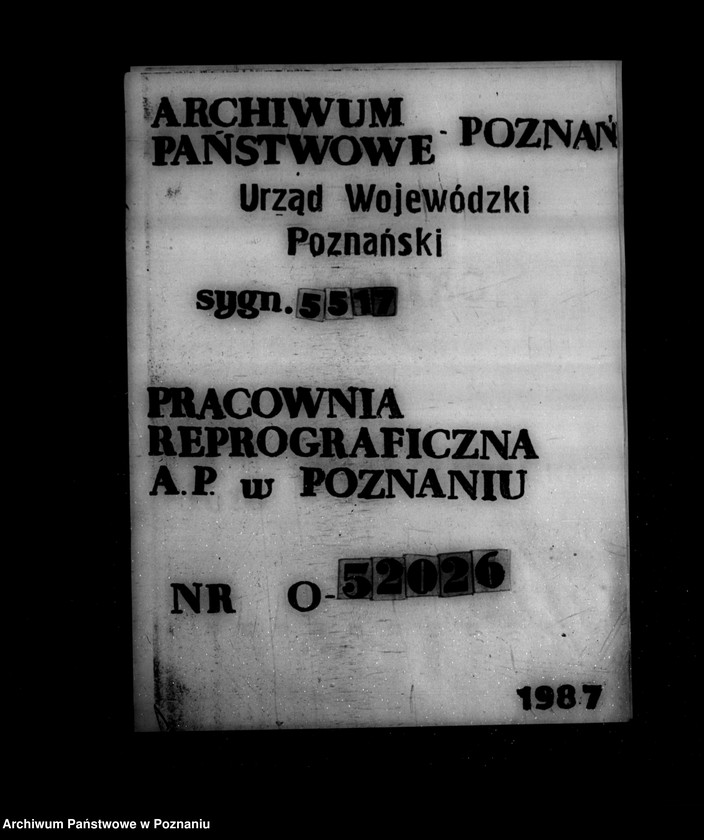 ARCHIWUM
PAŃSTWOWE - POZNAŃ
Urząd Wojewódzki
Poznański
sygn. 5517
PRACOWNIA
REPROGRAFICZNA
A.P. w POZNANIU
NR O-52026
1987
Archiwum Państwowe w Poznaniu